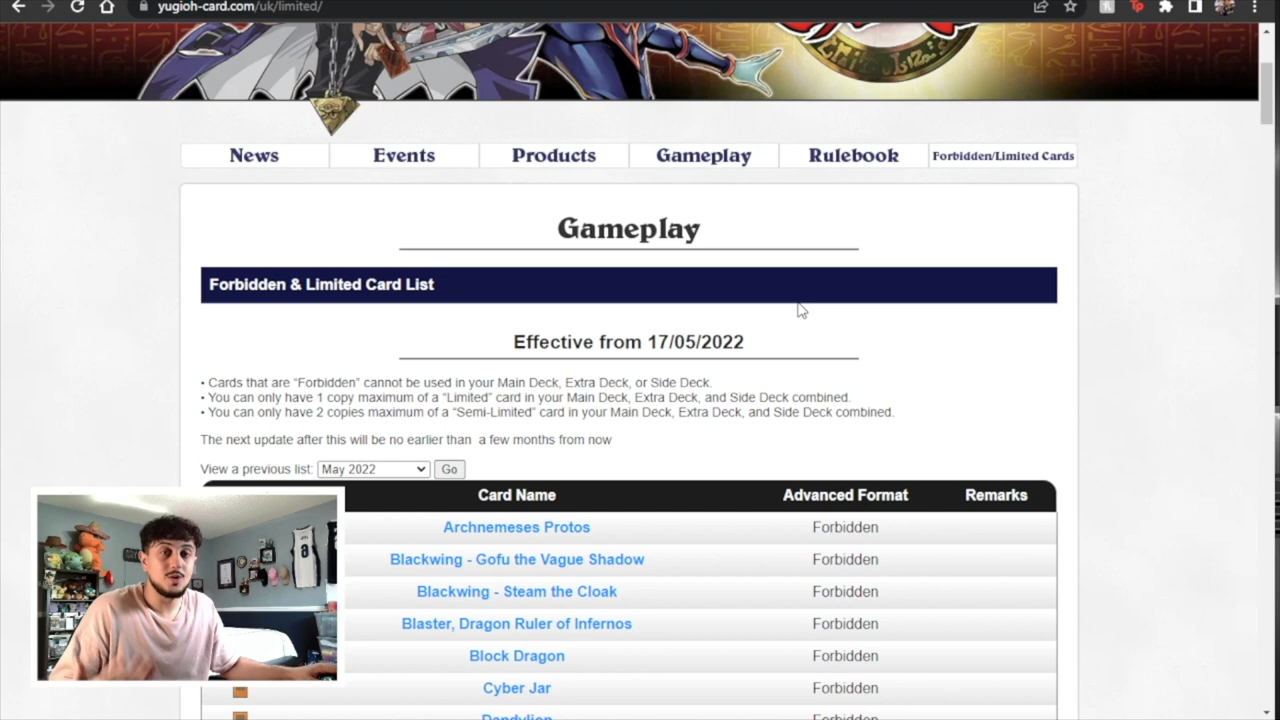 yugioh-card.com/uk/limited/
News Events Products Gameplay Rulebook Forbidden/Limited Cards
Gameplay
Forbidden & Limited Card List
Effective from 17/05/2022
• Cards that are “Forbidden” cannot be used in your Main Deck, Extra Deck, or Side Deck.
• You can only have 1 copy maximum of a “Limited” card in your Main Deck, Extra Deck, and Side Deck combined.
• You can only have 2 copies maximum of a “Semi-Limited” card in your Main Deck, Extra Deck, and Side Deck combined.
The next update after this will be no earlier than a few months from now
View a previous list: May 2022 Go
Card Name Advanced Format Remarks
Archnemeses Protos Forbidden
Blackwing - Gofu the Vague Shadow Forbidden
Blackwing - Steam the Cloak Forbidden
Blaster, Dragon Ruler of Infernos Forbidden
Block Dragon Forbidden
Cyber Jar Forbidden
Dandylion Forbidden